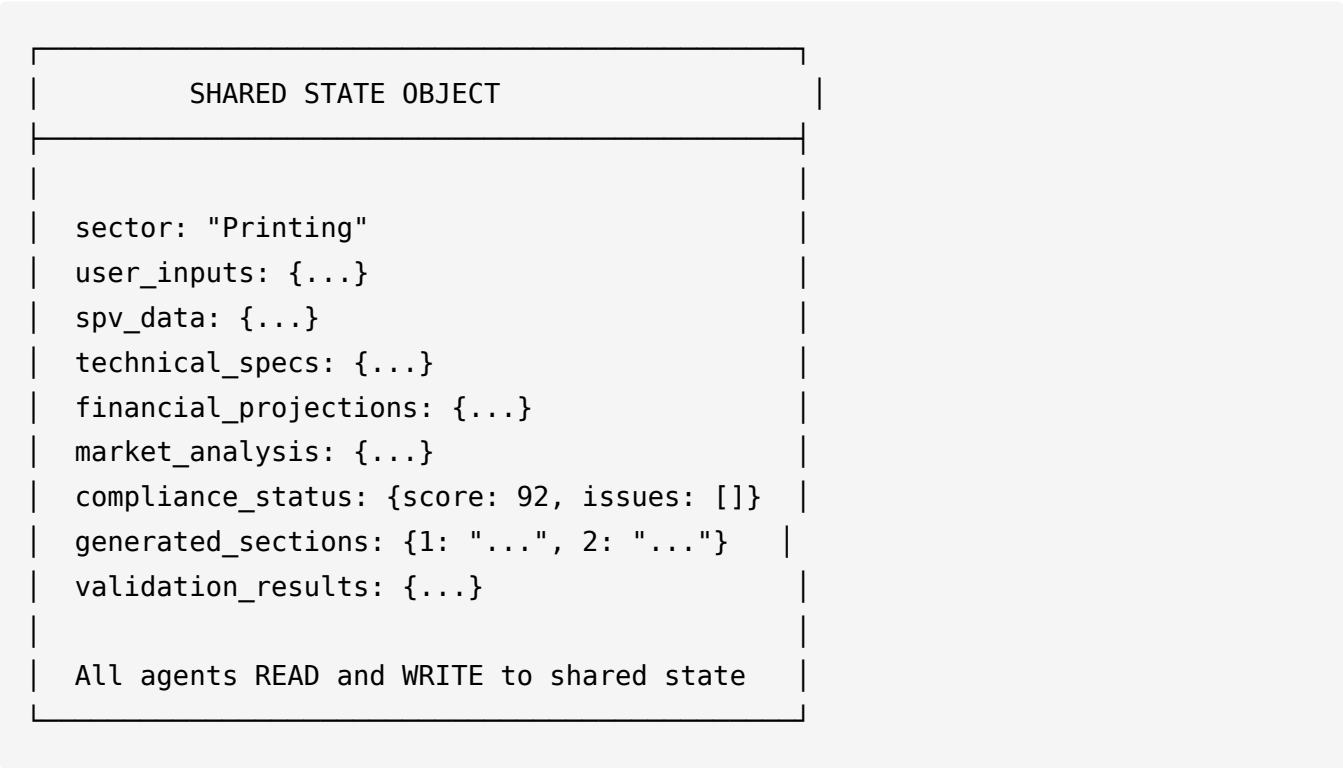 SHARED STATE OBJECT
sector: "Printing"
user_inputs: {...}
spv_data: {...}
technical_specs: {...}
financial_projections: {...}
market_analysis: {...}
compliance_status: {score: 92, issues: []}
generated_sections: {1: "...", 2: "..."}
validation_results: {...}
All agents READ and WRITE to shared state